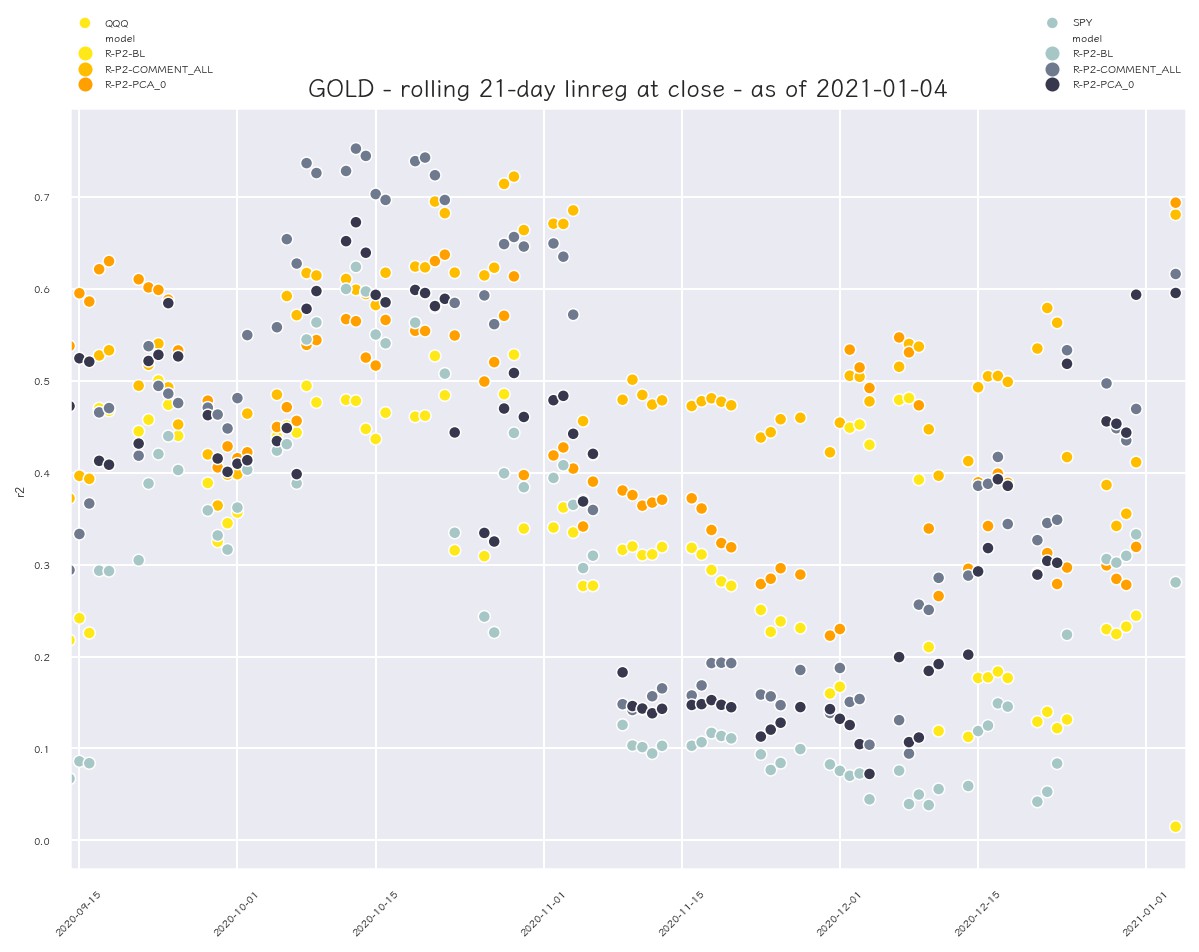 QQQ
model
R-P2-BL
R-P2-COMMENT_ALL
R-P2-PCA_0
SPY
model
R-P2-BL
R-P2-COMMENT_ALL
R-P2-PCA_0
GOLD - rolling 21-day linreg at close - as of 2021-01-04
0.7
0.6
0.5
0.4
0.3
0.2
0.1
0.0
r2
2020-09-15
2020-10-01
2020-10-15
2020-11-01
2020-11-15
2020-12-01
2020-12-15
2021-01-01